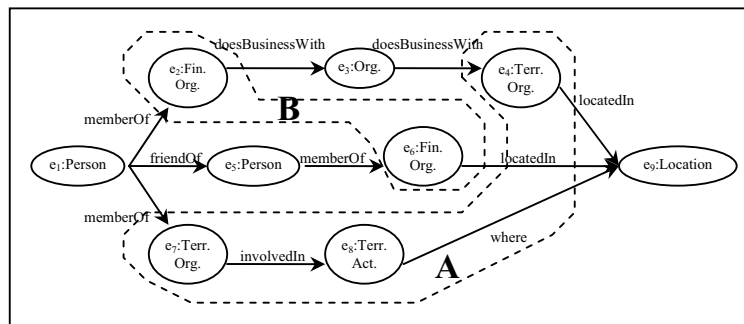 doesBusinessWith
doesBusinessWith
e₂:Fin.
Org.
e₃:Org.
e₄:Terr.
Org.
memberOf
B
locatedIn
e₁:Person
friendOf
e₅:Person
memberOf
e₆:Fin.
Org.
locatedIn
e₉:Location
memberOf
e₇:Terr.
Org.
involvedIn
e₈:Terr.
Act.
where
A